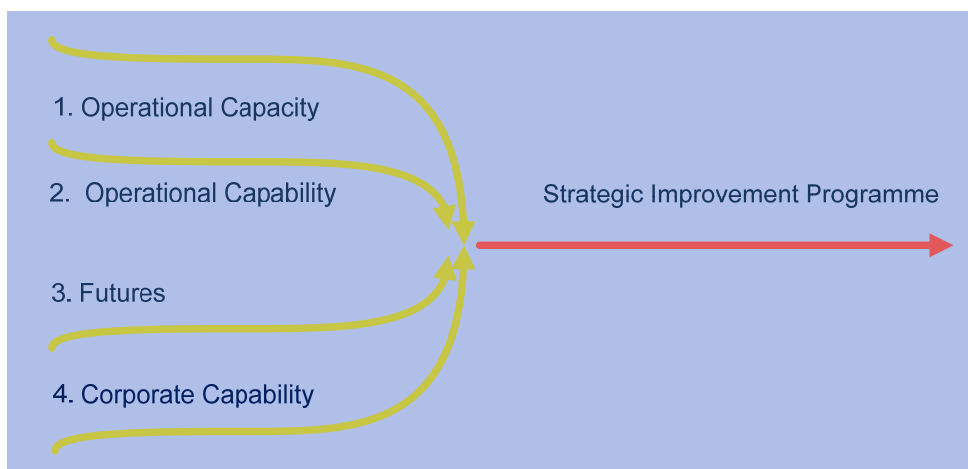 1. Operational Capacity
2. Operational Capability
Strategic Improvement Programme
3. Futures
4. Corporate Capability